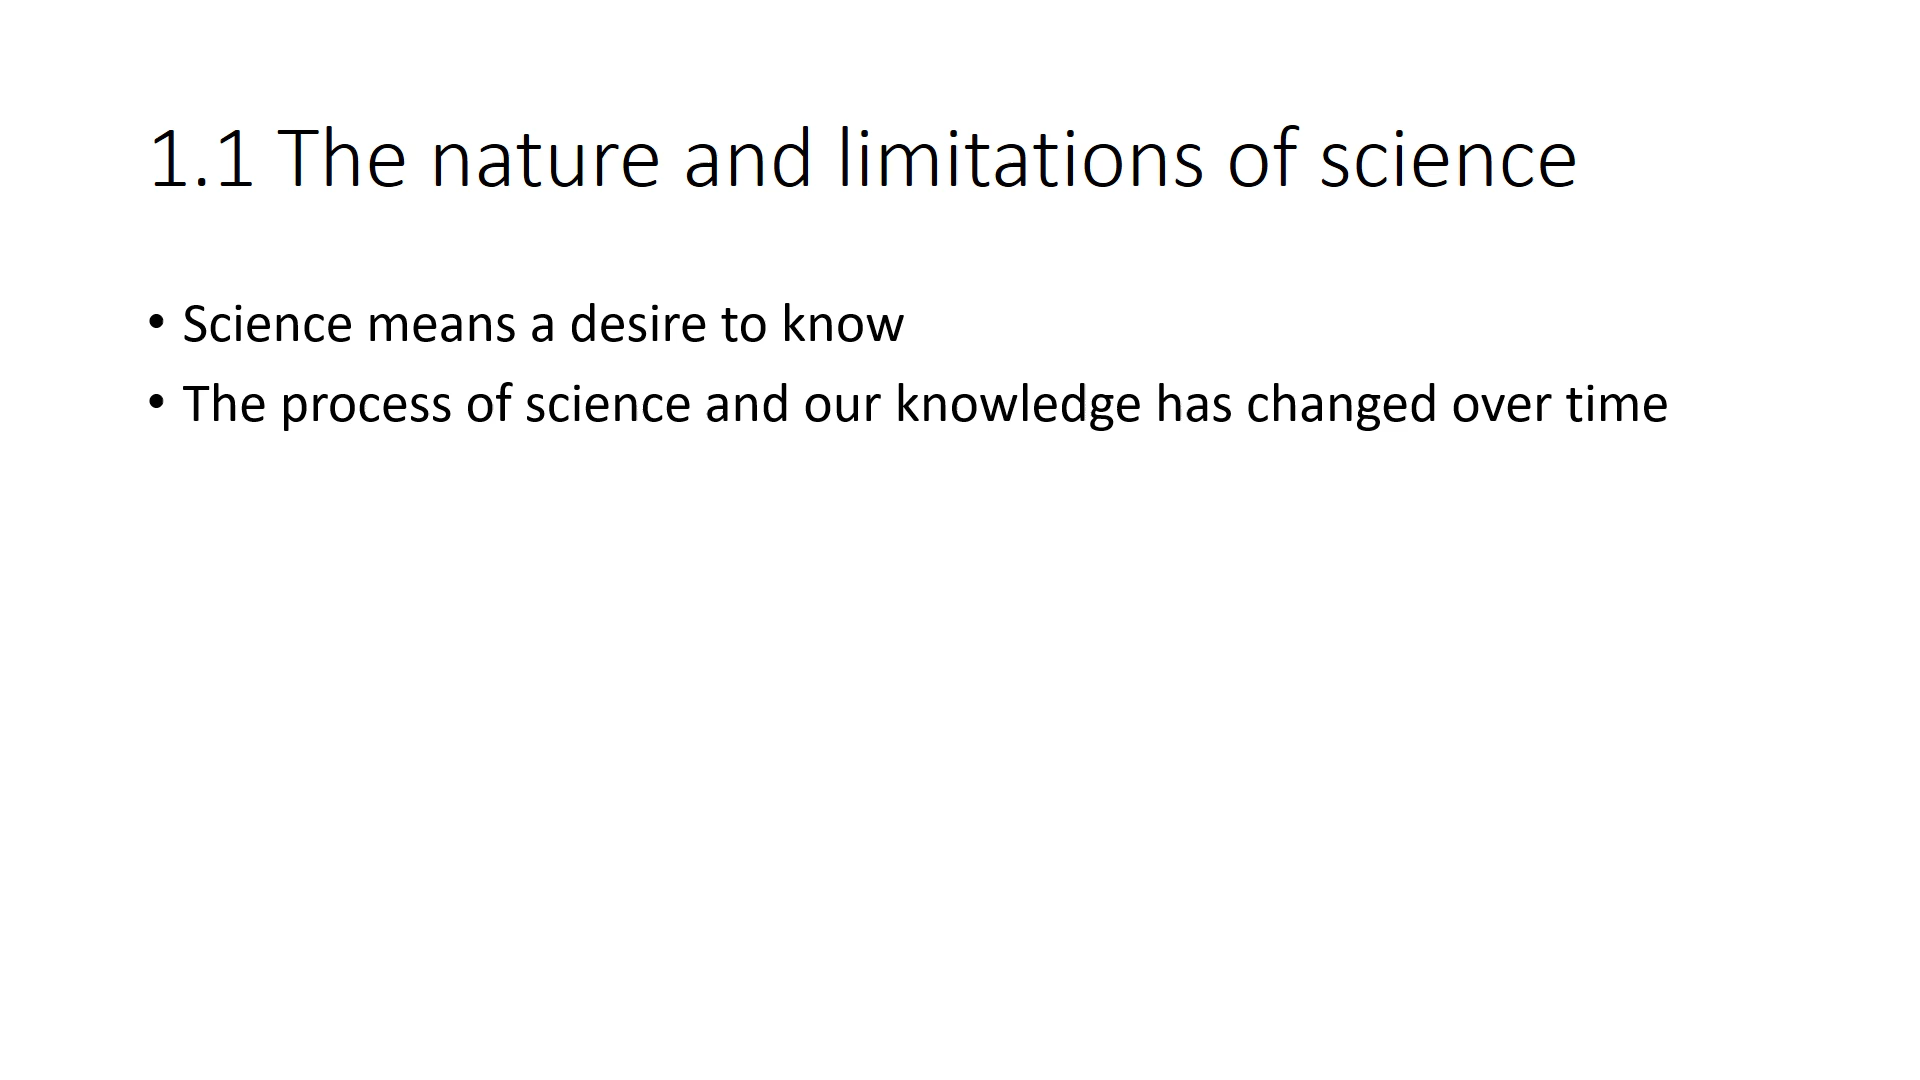 1.1 The nature and limitations of science
• Science means a desire to know
• The process of science and our knowledge has changed over time